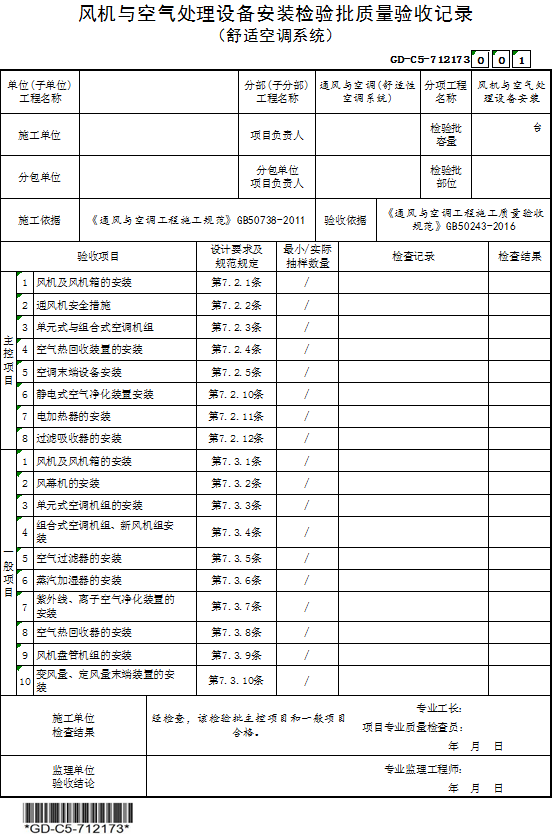 风机与空气处理设备安装检验批质量验收记录
（舒适空调系统）
GD-C5-712173 0 0 1
单位(子单位)
工程名称
分部(子分部)
工程名称
通风与空调(舒适性
空调系统)
分项工程
名称
风机与空气处
理设备安装
施工单位
项目负责人
检验批
容量
台
分包单位
分包单位
项目负责人
检验批
部位
施工依据
《通风与空调工程施工规范》GB50738-2011
验收依据
《通风与空调工程施工质量验收
规范》GB50243-2016
验收项目
设计要求及
规范规定
最小/实际
抽样数量
检查记录
检查结果
主控项目
1 风机及风机箱的安装 第7.2.1条 /
2 通风机安全措施 第7.2.2条 /
3 单元式与组合式空调机组 第7.2.3条 /
4 空气热回收装置的安装 第7.2.4条 /
5 空调末端设备安装 第7.2.5条 /
6 静电式空气净化装置安装 第7.2.10条 /
7 电加热器的安装 第7.2.11条 /
8 过滤吸收器的安装 第7.2.12条 /
一般项目
1 风机及风机箱的安装 第7.3.1条 /
2 风幕机的安装 第7.3.2条 /
3 单元式空调机组的安装 第7.3.3条 /
4 组合式空调机组、新风机组安
装 第7.3.4条 /
5 空气过滤器的安装 第7.3.5条 /
6 蒸汽加湿器的安装 第7.3.6条 /
7 紫外线、离子空气净化装置的
安装 第7.3.7条 /
8 空气热回收器的安装 第7.3.8条 /
9 风机盘管机组的安装 第7.3.9条 /
10 变风量、定风量末端装置的安
装 第7.3.10条 /
施工单位
检查结果
经检查，该检验批主控项目和一般项目
合格。
专业工长：
项目专业质量检查员：
年 月 日
监理单位
验收结论
专业监理工程师：
年 月 日
*GD-C5-712173*